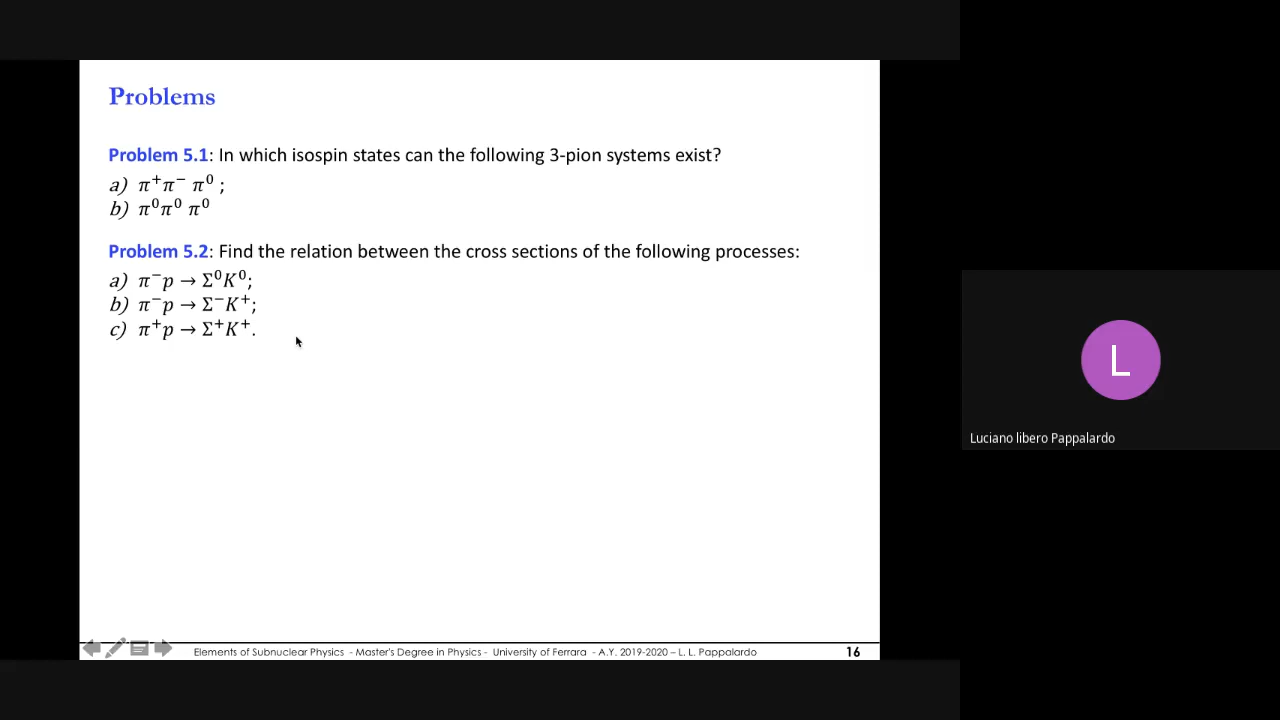 Problems
Problem 5.1: In which isospin states can the following 3-pion systems exist?
a) π⁺π⁻ π⁰ ;
b) π⁰π⁰ π⁰
Problem 5.2: Find the relation between the cross sections of the following processes:
a) π⁻p → Σ⁰K⁰;
b) π⁻p → Σ⁻K⁺;
c) π⁺p → Σ⁺K⁺.
L
Luciano libero Pappalardo
Elements of Subnuclear Physics - Master's Degree in Physics - University of Ferrara - A.Y. 2019-2020 – L. L. Pappalardo 16